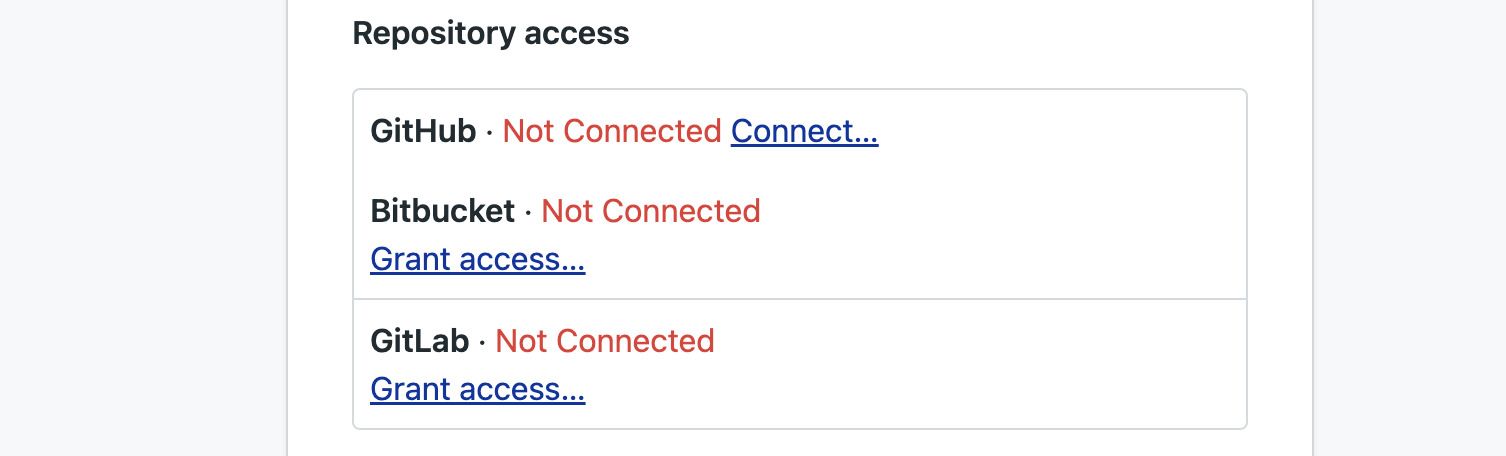 Repository access
GitHub · Not Connected Connect...
Bitbucket · Not Connected
Grant access...
GitLab · Not Connected
Grant access...